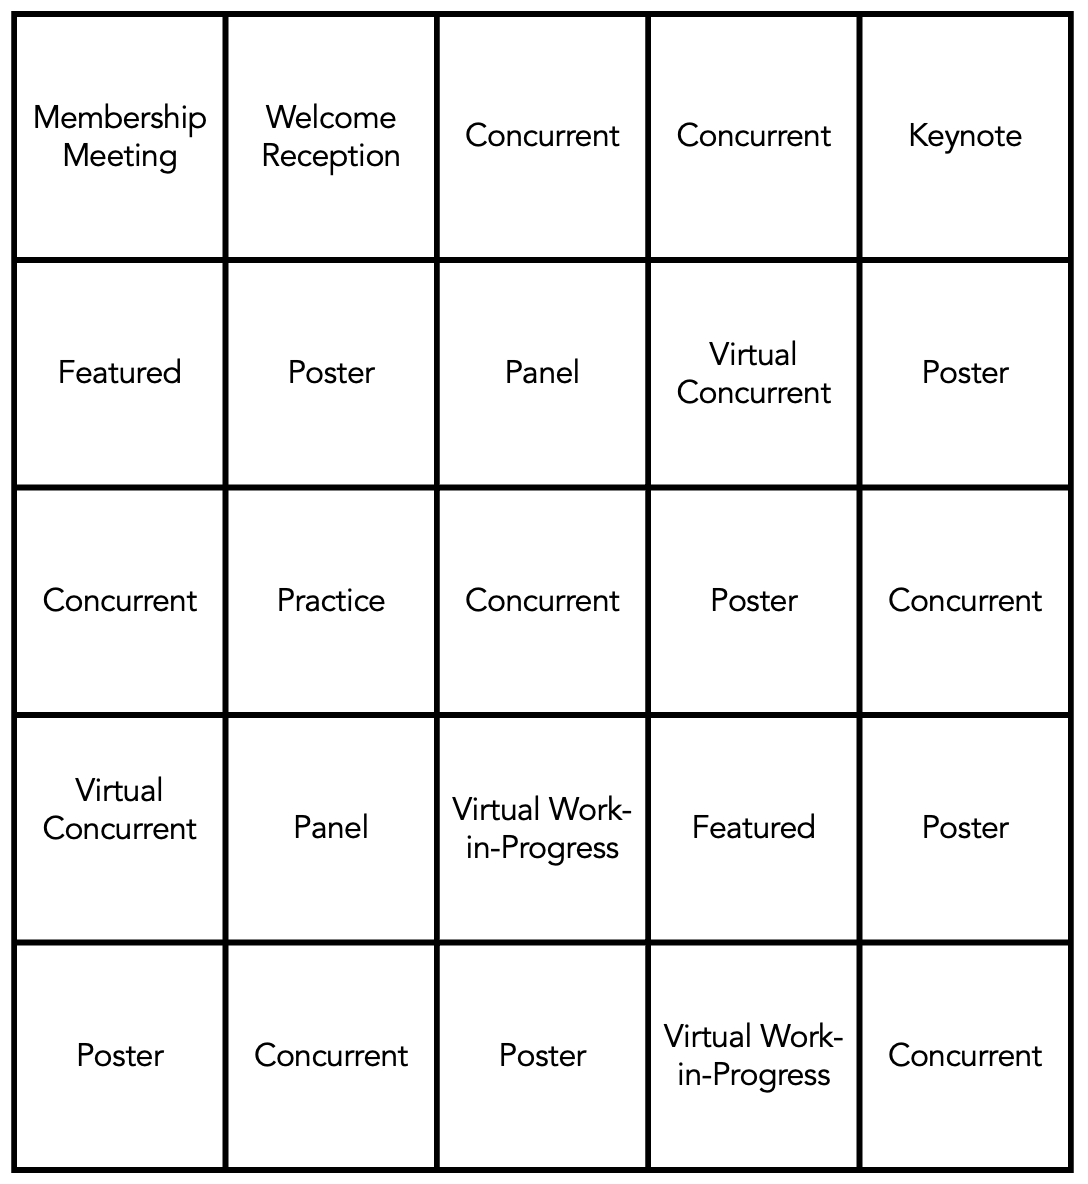 Membership
Meeting
Welcome
Reception
Concurrent
Concurrent
Keynote
Featured
Poster
Panel
Virtual
Concurrent
Poster
Concurrent
Practice
Concurrent
Poster
Concurrent
Virtual
Concurrent
Panel
Virtual Work-
in-Progress
Featured
Poster
Poster
Concurrent
Poster
Virtual Work-
in-Progress
Concurrent